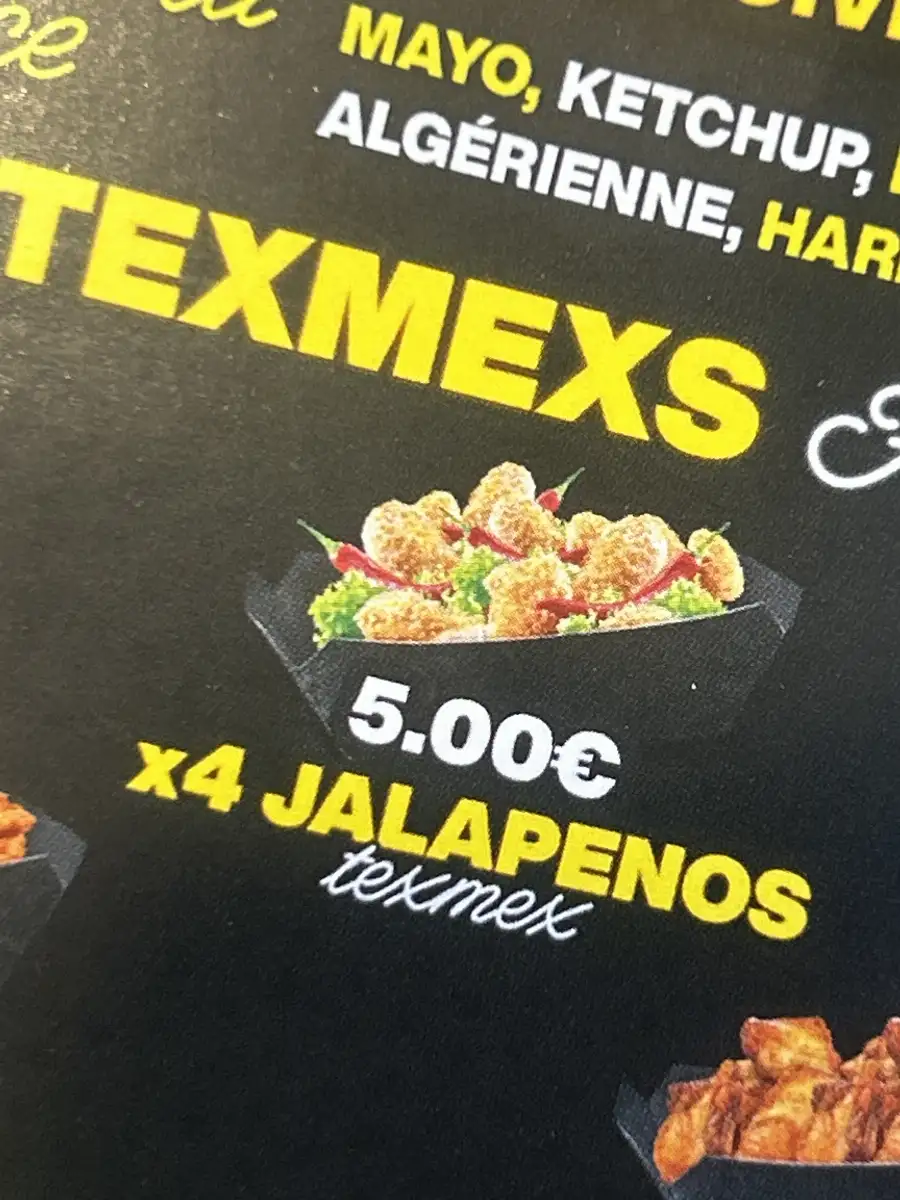 MAYO, KETCHUP,
ALGÉRIENNE,
TEXMEXS
5.00€
x4 JALAPENOS
texmex